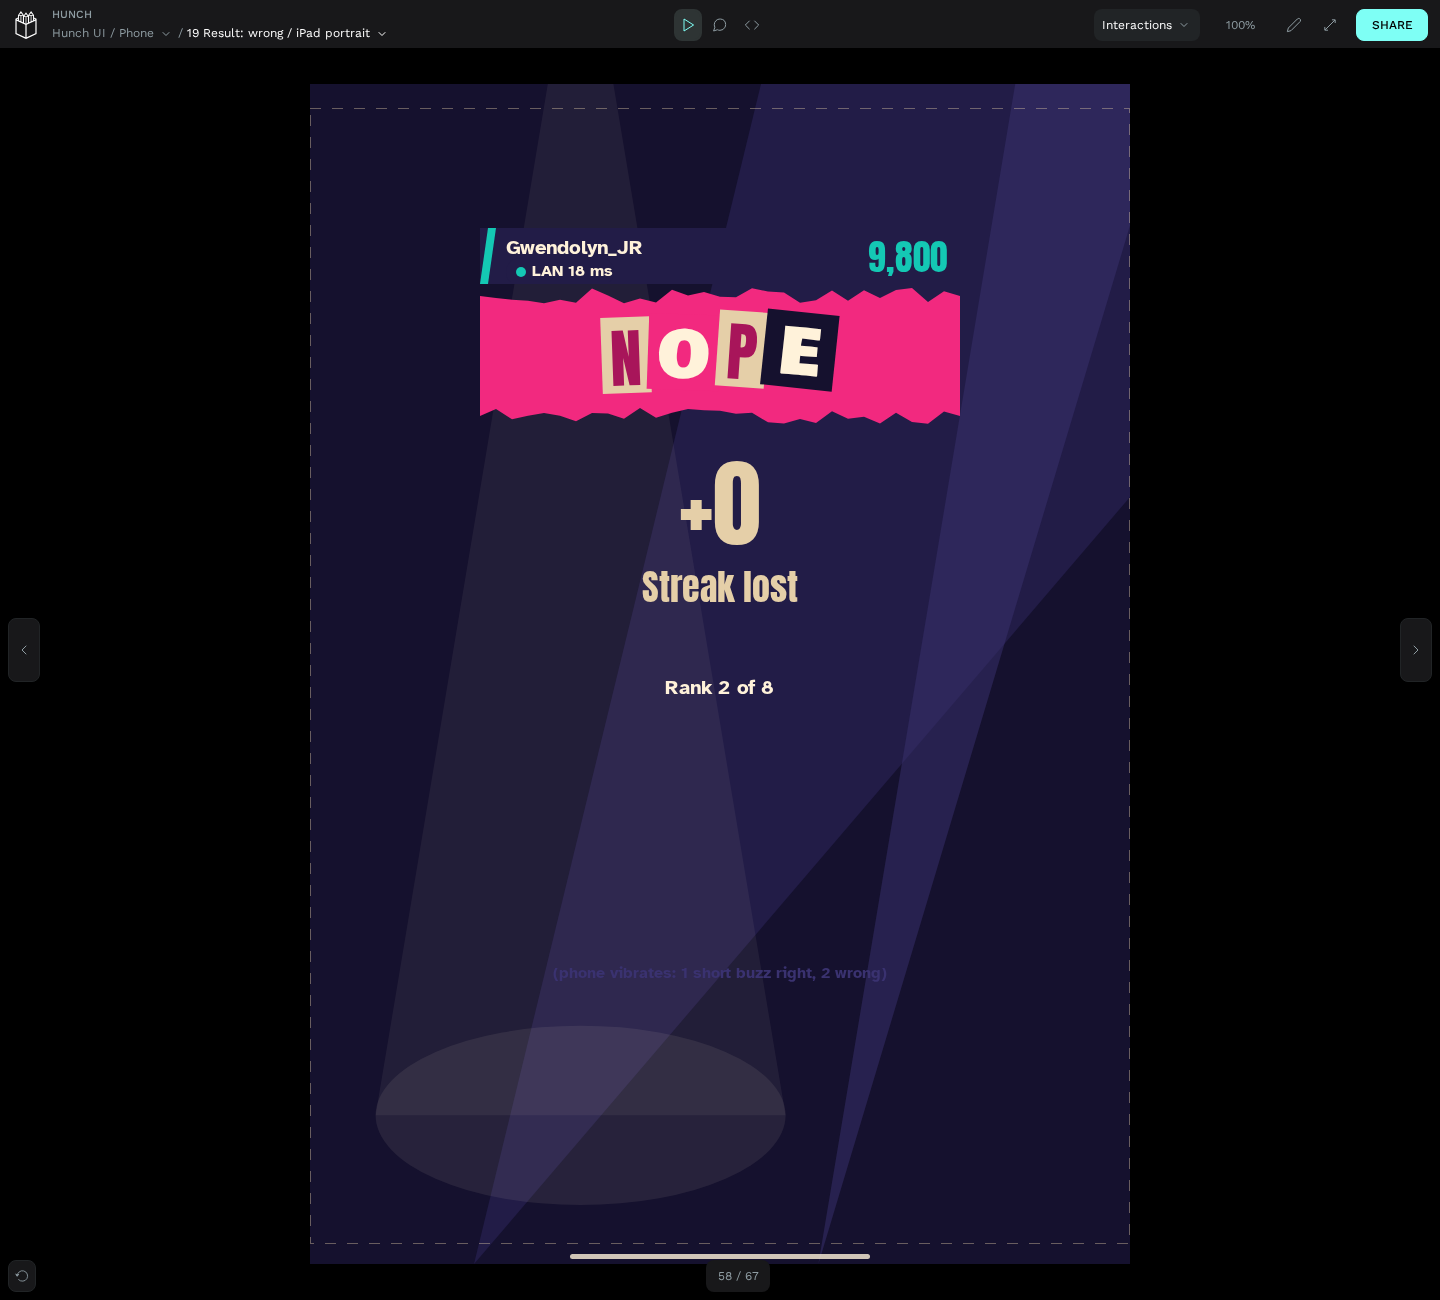 HUNCH
Hunch UI / Phone / 19 Result: wrong / iPad portrait
Interactions
100%
SHARE
Gwendolyn_JR
9,800
LAN 18 ms
NOPE
+0
Streak lost
Rank 2 of 8
(phone vibrates: 1 short buzz right, 2 wrong)
58 / 67